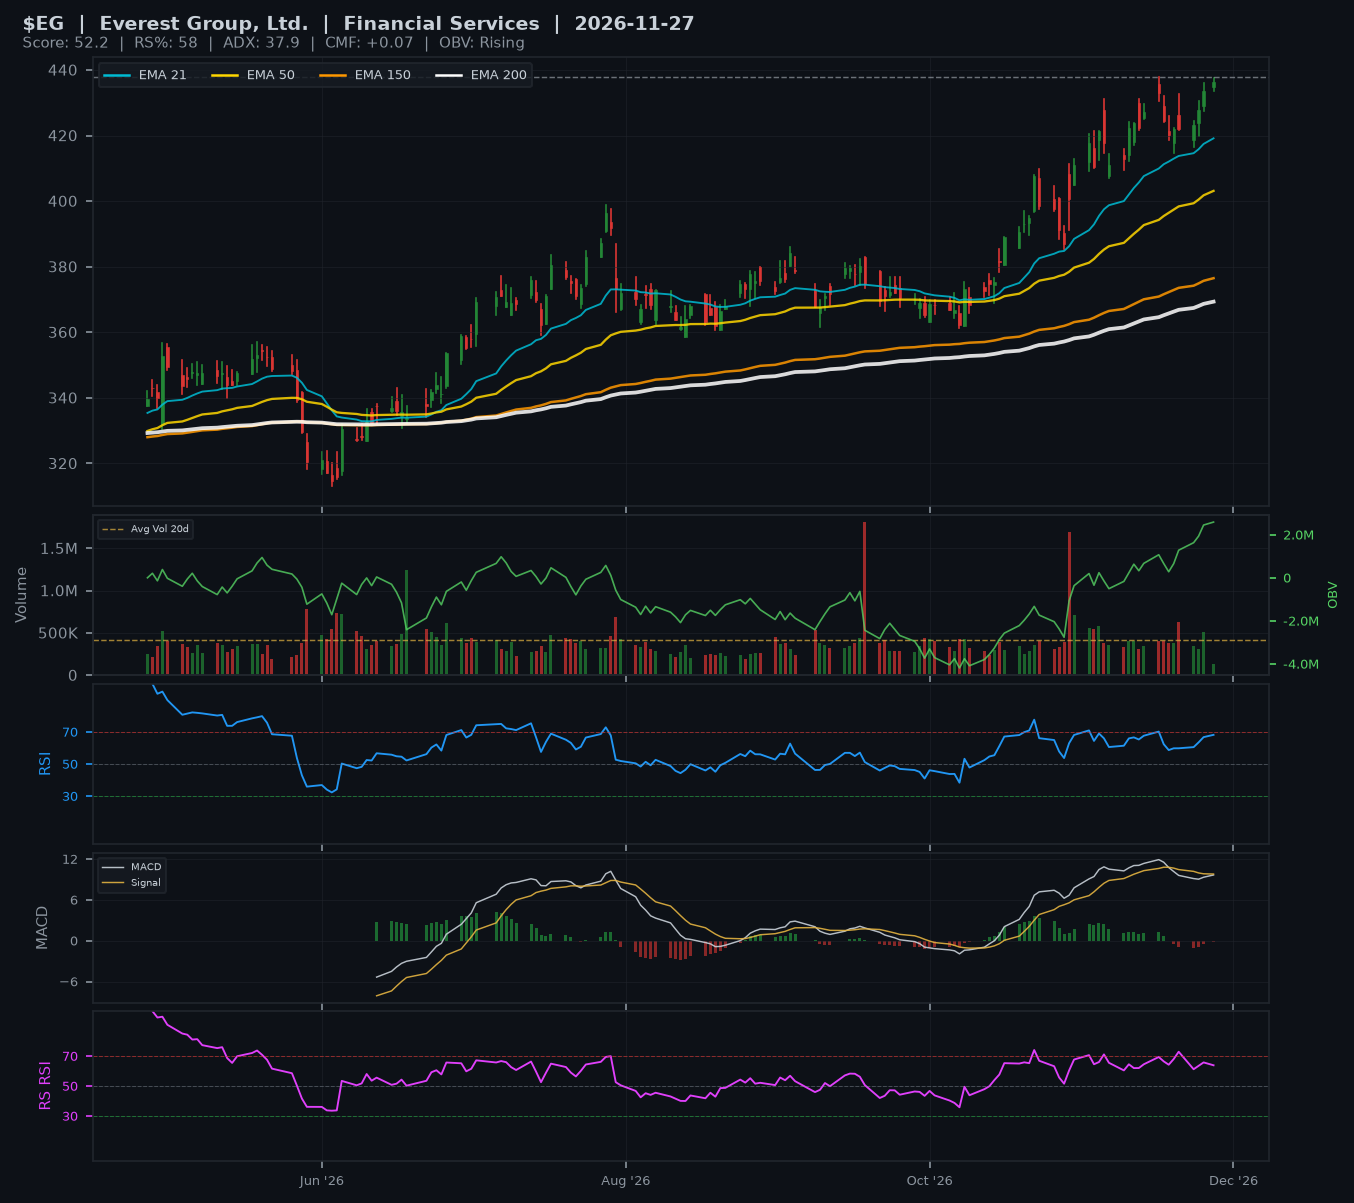 $EG | Everest Group, Ltd. | Financial Services | 2026-11-27
Score: 52.2 | RS%: 58 | ADX: 37.9 | CMF: +0.07 | OBV: Rising
EMA 21 EMA 50 EMA 150 EMA 200
440
420
400
380
360
340
320
Avg Vol 20d
Volume
1.5M
1.0M
500K
0
2.0M
0
-2.0M
-4.0M
OBV
RSI
70
50
30
MACD
Signal
MACD
12
6
0
−6
RS RSI
70
50
30
Jun '26 Aug '26 Oct '26 Dec '26